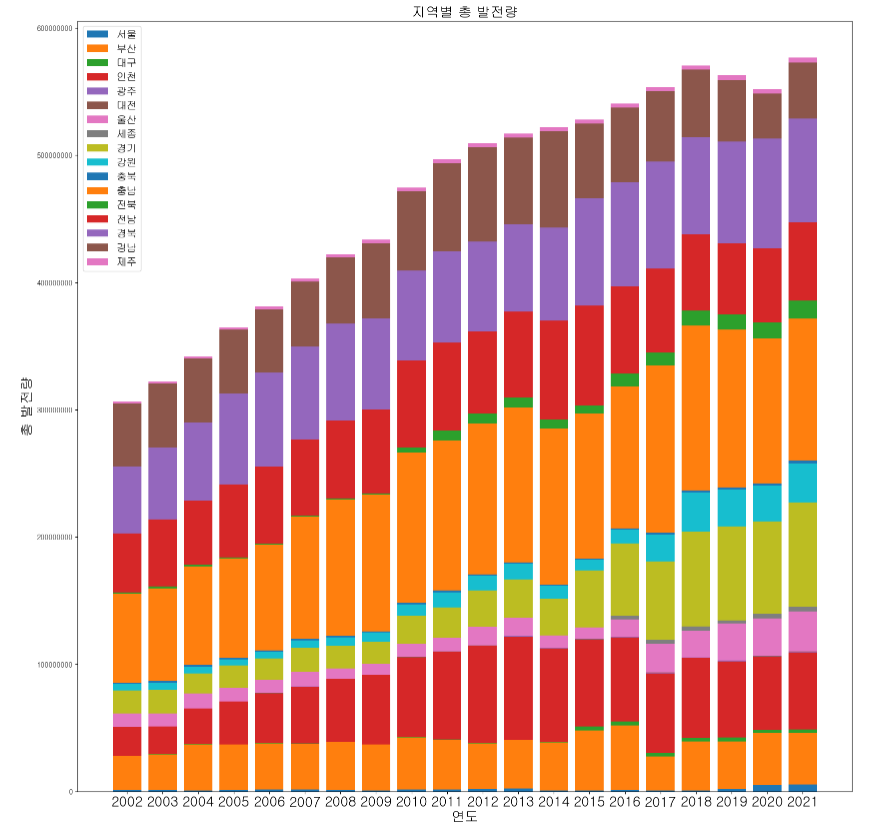 지역별 총 발전량
600000000
500000000
400000000
300000000
200000000
100000000
0
총 발전량
서울
부산
대구
인천
광주
대전
울산
세종
경기
강원
충북
충남
전북
전남
경북
경남
제주
2002 2003 2004 2005 2006 2007 2008 2009 2010 2011 2012 2013 2014 2015 2016 2017 2018 2019 2020 2021
연도